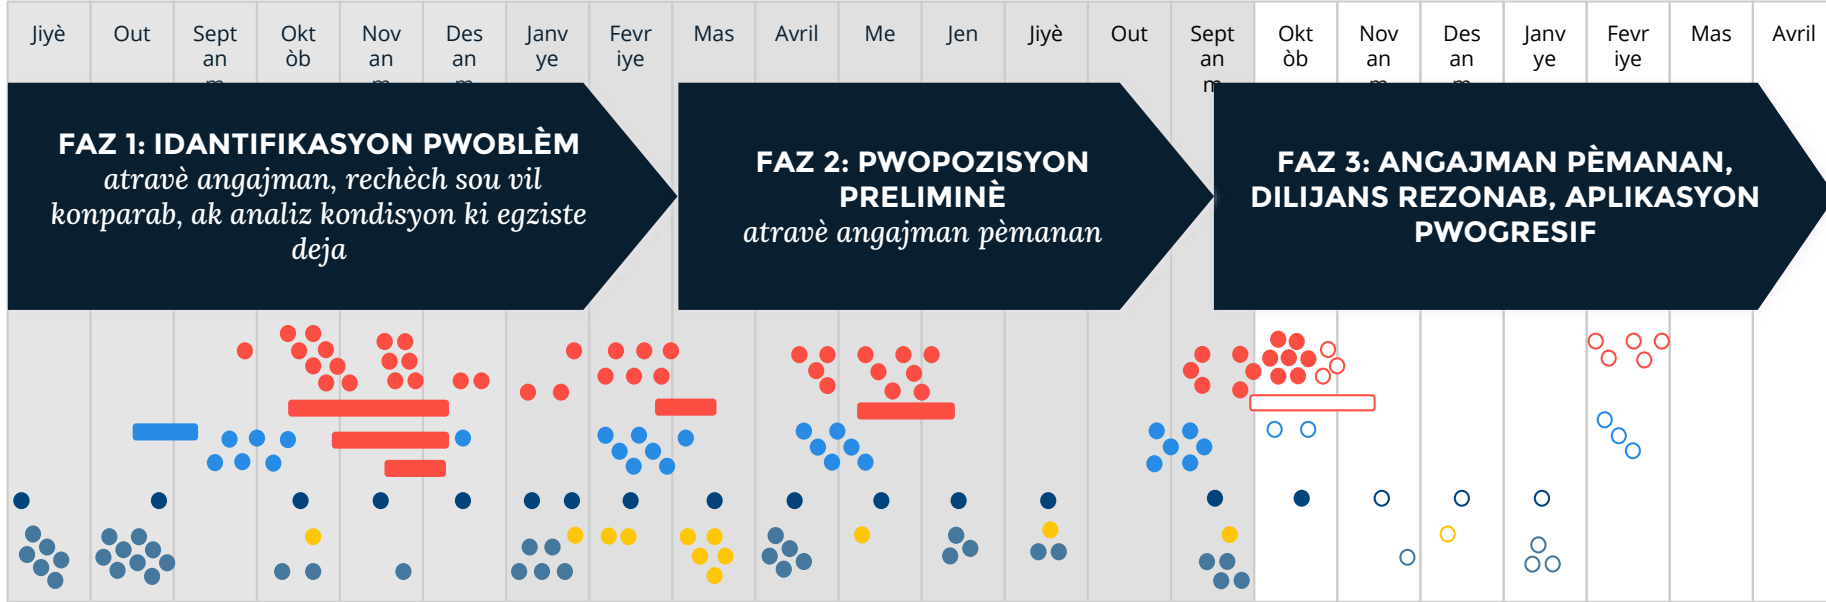 Jiyè
Out
Sept
an
m
Okt
òb
Nov
an
m
Des
an
m
Janv
ye
Fevr
iye
Mas
Avril
Me
Jen
Jiyè
Out
Sept
an
m
Okt
òb
Nov
an
m
Des
an
m
Janv
ye
Fevr
iye
Mas
Avril
FAZ 1: IDANTIFIKASYON PWOBLÈM
atravè angajman, rechèch sou vil
konparab, ak analiz kondisyon ki egziste
deja
FAZ 2: PWOPOZISYON
PRELIMINÈ
atravè angajman pèmanan
FAZ 3: ANGAJMAN PÈMANAN,
DILIJANS REZONAB, APLIKASYON
PWOGRESIF